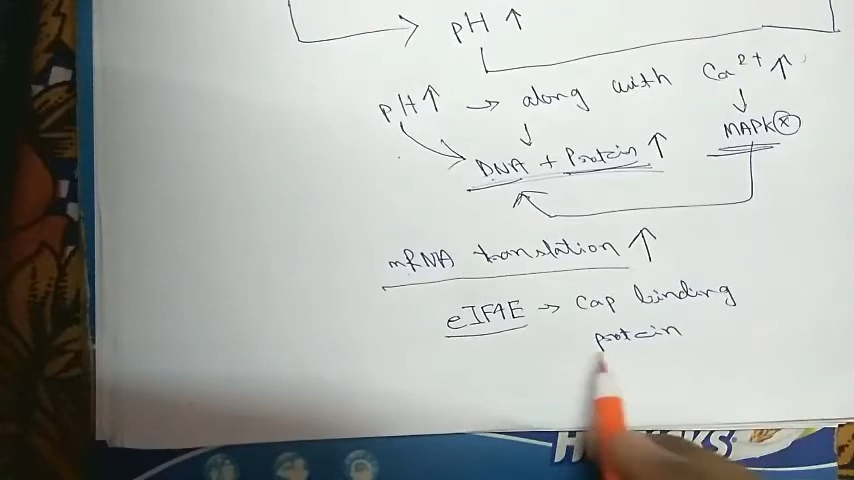 pH ↑
pH ↑ → along with Ca²⁺ ↑
MAPK ⓧ
DNA + Protein ↑
mRNA translation ↑
eIF4E → Cap binding
protein